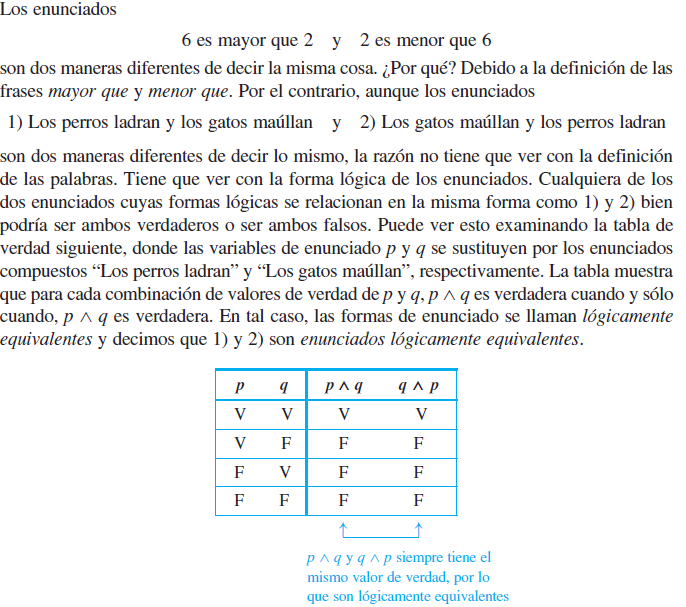 Los enunciados
6 es mayor que 2 y 2 es menor que 6
son dos maneras diferentes de decir la misma cosa. ¿Por qué? Debido a la definición de las
frases mayor que y menor que. Por el contrario, aunque los enunciados
1) Los perros ladran y los gatos maúllan y 2) Los gatos maúllan y los perros ladran
son dos maneras diferentes de decir lo mismo, la razón no tiene que ver con la definición
de las palabras. Tiene que ver con la forma lógica de los enunciados. Cualquiera de los
dos enunciados cuyas formas lógicas se relacionan en la misma forma como 1) y 2) bien
podría ser ambos verdaderos o ser ambos falsos. Puede ver esto examinando la tabla de
verdad siguiente, donde las variables de enunciado p y q se sustituyen por los enunciados
compuestos “Los perros ladran” y “Los gatos maúllan”, respectivamente. La tabla muestra
que para cada combinación de valores de verdad de p y q, p ∧ q es verdadera cuando y sólo
cuando, p ∧ q es verdadera. En tal caso, las formas de enunciado se llaman lógicamente
equivalentes y decimos que 1) y 2) son enunciados lógicamente equivalentes.
p q p ∧ q q ∧ p
V V V V
V F F F
F V F F
F F F F
p ∧ q y q ∧ p siempre tiene el
mismo valor de verdad, por lo
que son lógicamente equivalentes